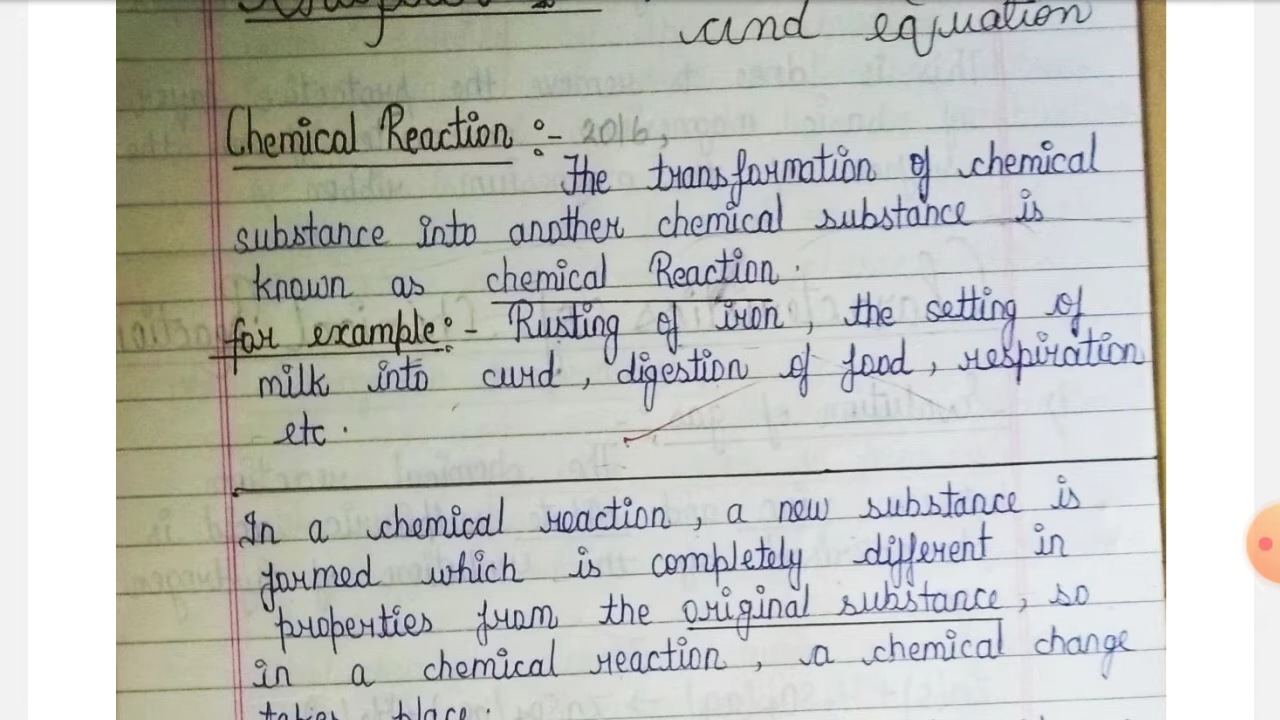 and equation
Chemical Reaction :- 2016,
The transformation of chemical
substance into another chemical substance is
known as chemical Reaction.
for example:- Rusting of iron, the setting of
milk into curd, digestion of food, respiration
etc.
In a chemical reaction, a new substance is
formed which is completely different in
properties from the original substance, so
in a chemical reaction, a chemical change
takes place.